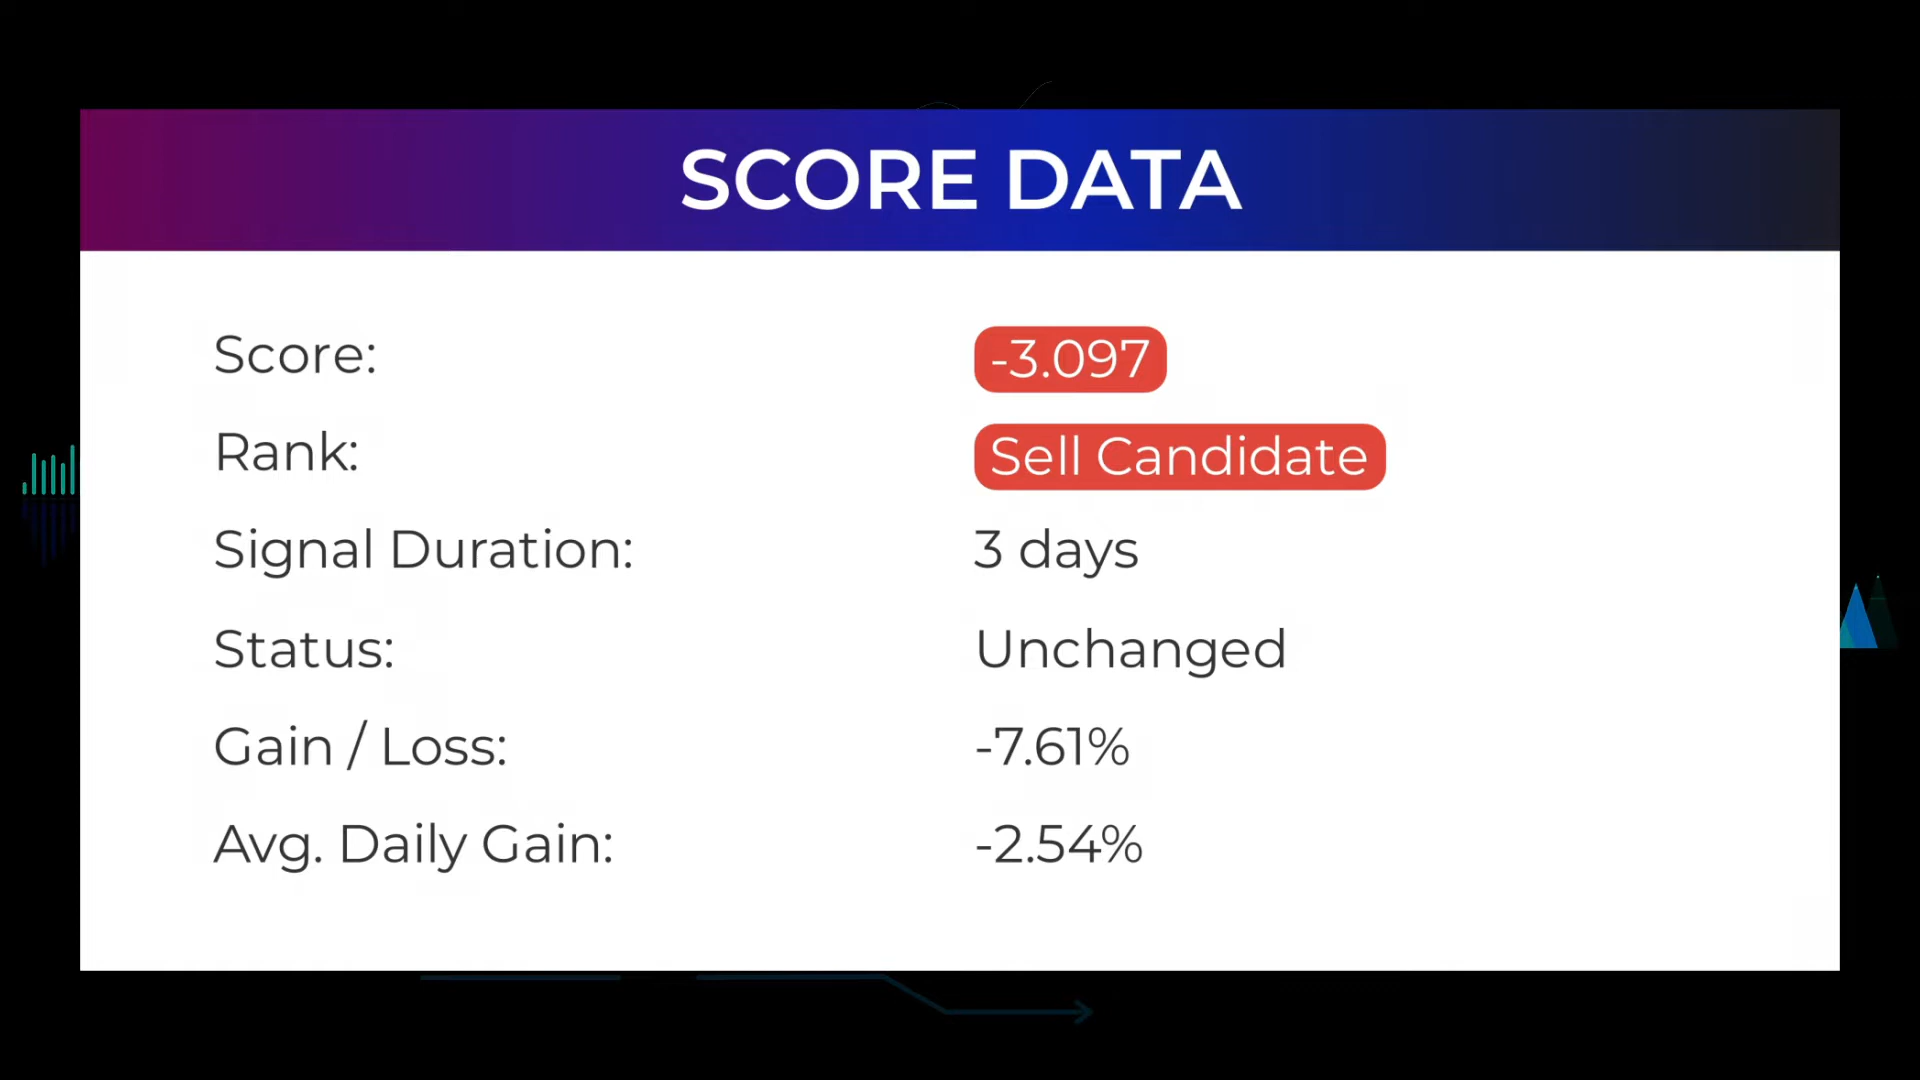 SCORE DATA
Score: -3.097
Rank: Sell Candidate
Signal Duration: 3 days
Status: Unchanged
Gain / Loss: -7.61%
Avg. Daily Gain: -2.54%